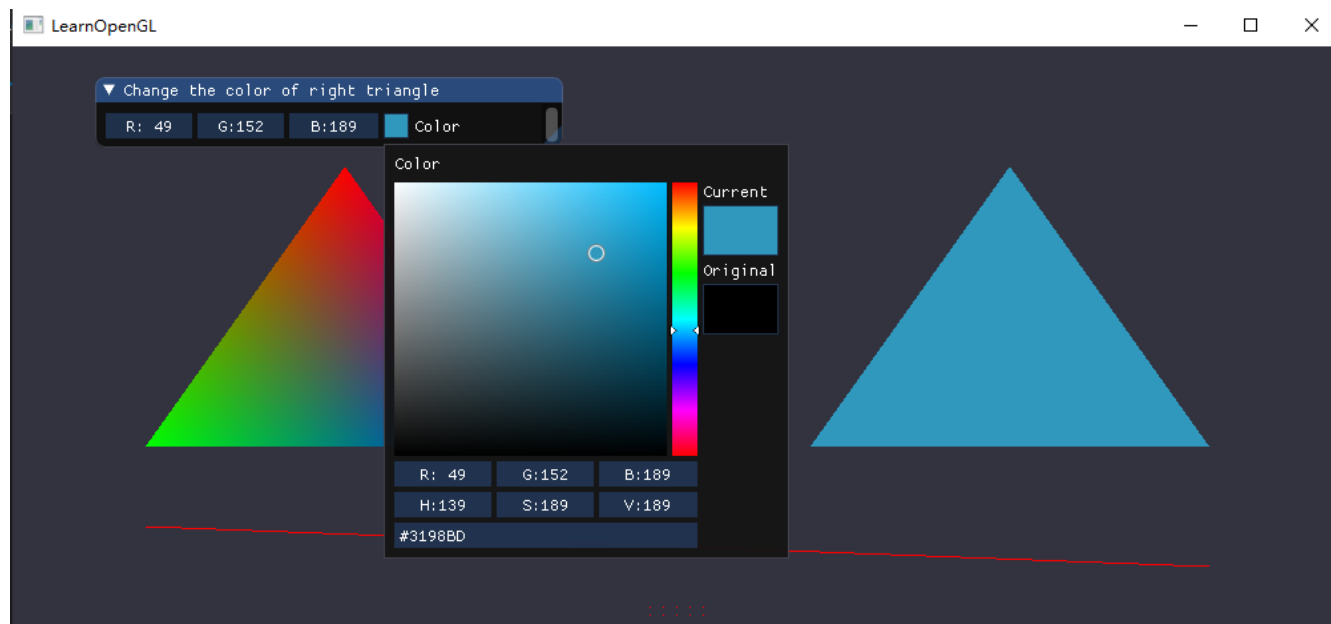 LearnOpenGL
Change the color of right triangle
R: 49 G:152 B:189 Color
Color
Current
Original
R: 49 G:152 B:189
H:139 S:189 V:189
#3198BD